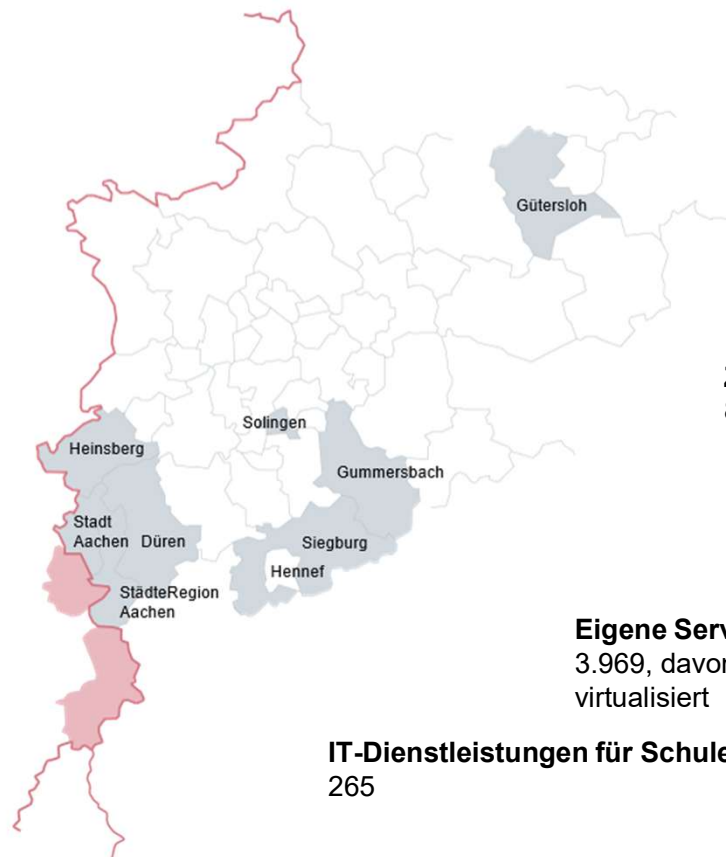 Gütersloh
Solingen
Heinsberg
Gummersbach
Stadt
Aachen
Düren
Siegburg
Hennef
StädteRegion
Aachen
Eigene Serv
3.969, davon
virtualisiert
IT-Dienstleistungen für Schule
265